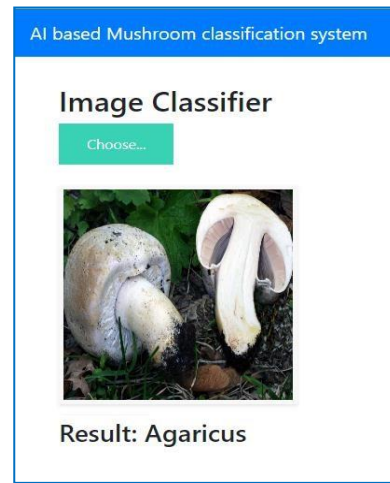 AI based Mushroom classification system
Image Classifier
Choose...
Result: Agaricus